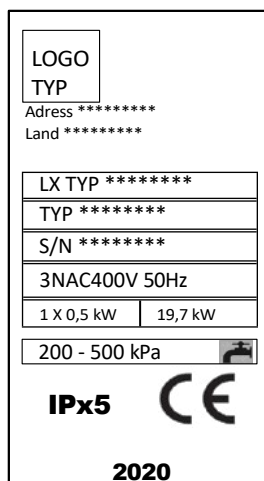 LOGO
TYP
Adress *********
Land *********
LX TYP ********
TYP ********
S/N ********
3NAC400V 50Hz
1 X 0,5 kW 19,7 kW
200 - 500 kPa
IPx5 CE
2020